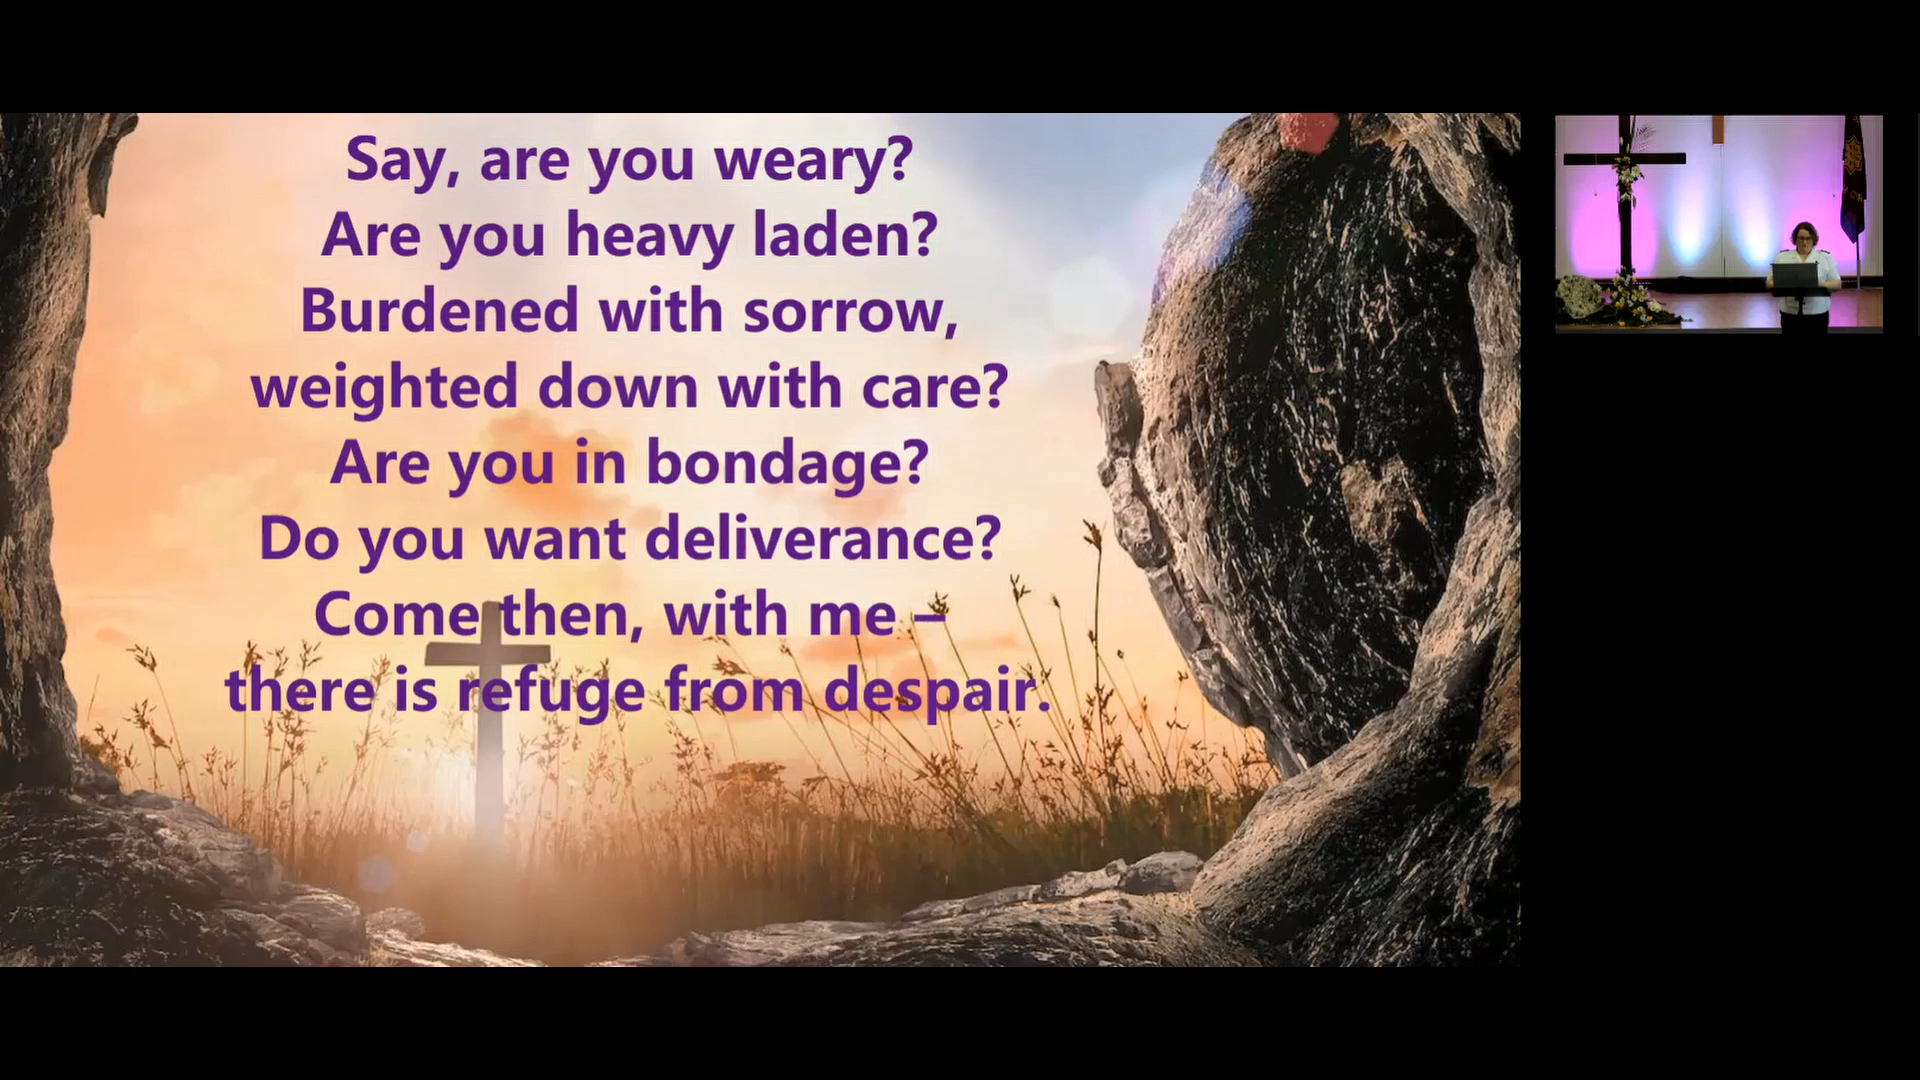 Say, are you weary?
Are you heavy laden?
Burdened with sorrow,
weighted down with care?
Are you in bondage?
Do you want deliverance?
Come then, with me –
there is refuge from despair.